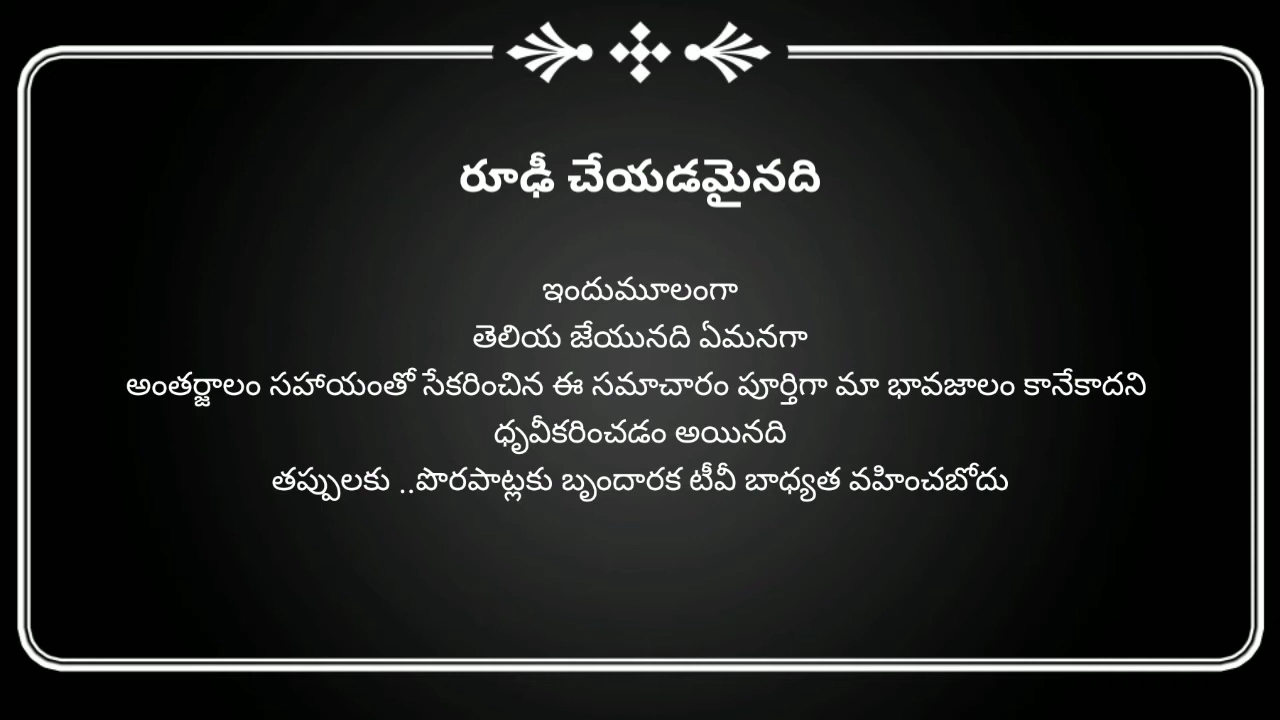 రూఢీ చేయడమైనది
ఇందుమూలంగా
తెలియ జేయునది ఏమనగా
అంతర్జాలం సహాయంతో సేకరించిన ఈ సమాచారం పూర్తిగా మా భావజాలం కానేకాదని
ధృవీకరించడం అయినది
తప్పులకు ..పొరపాట్లకు బృందారక టీవీ బాధ్యత వహించబోదు